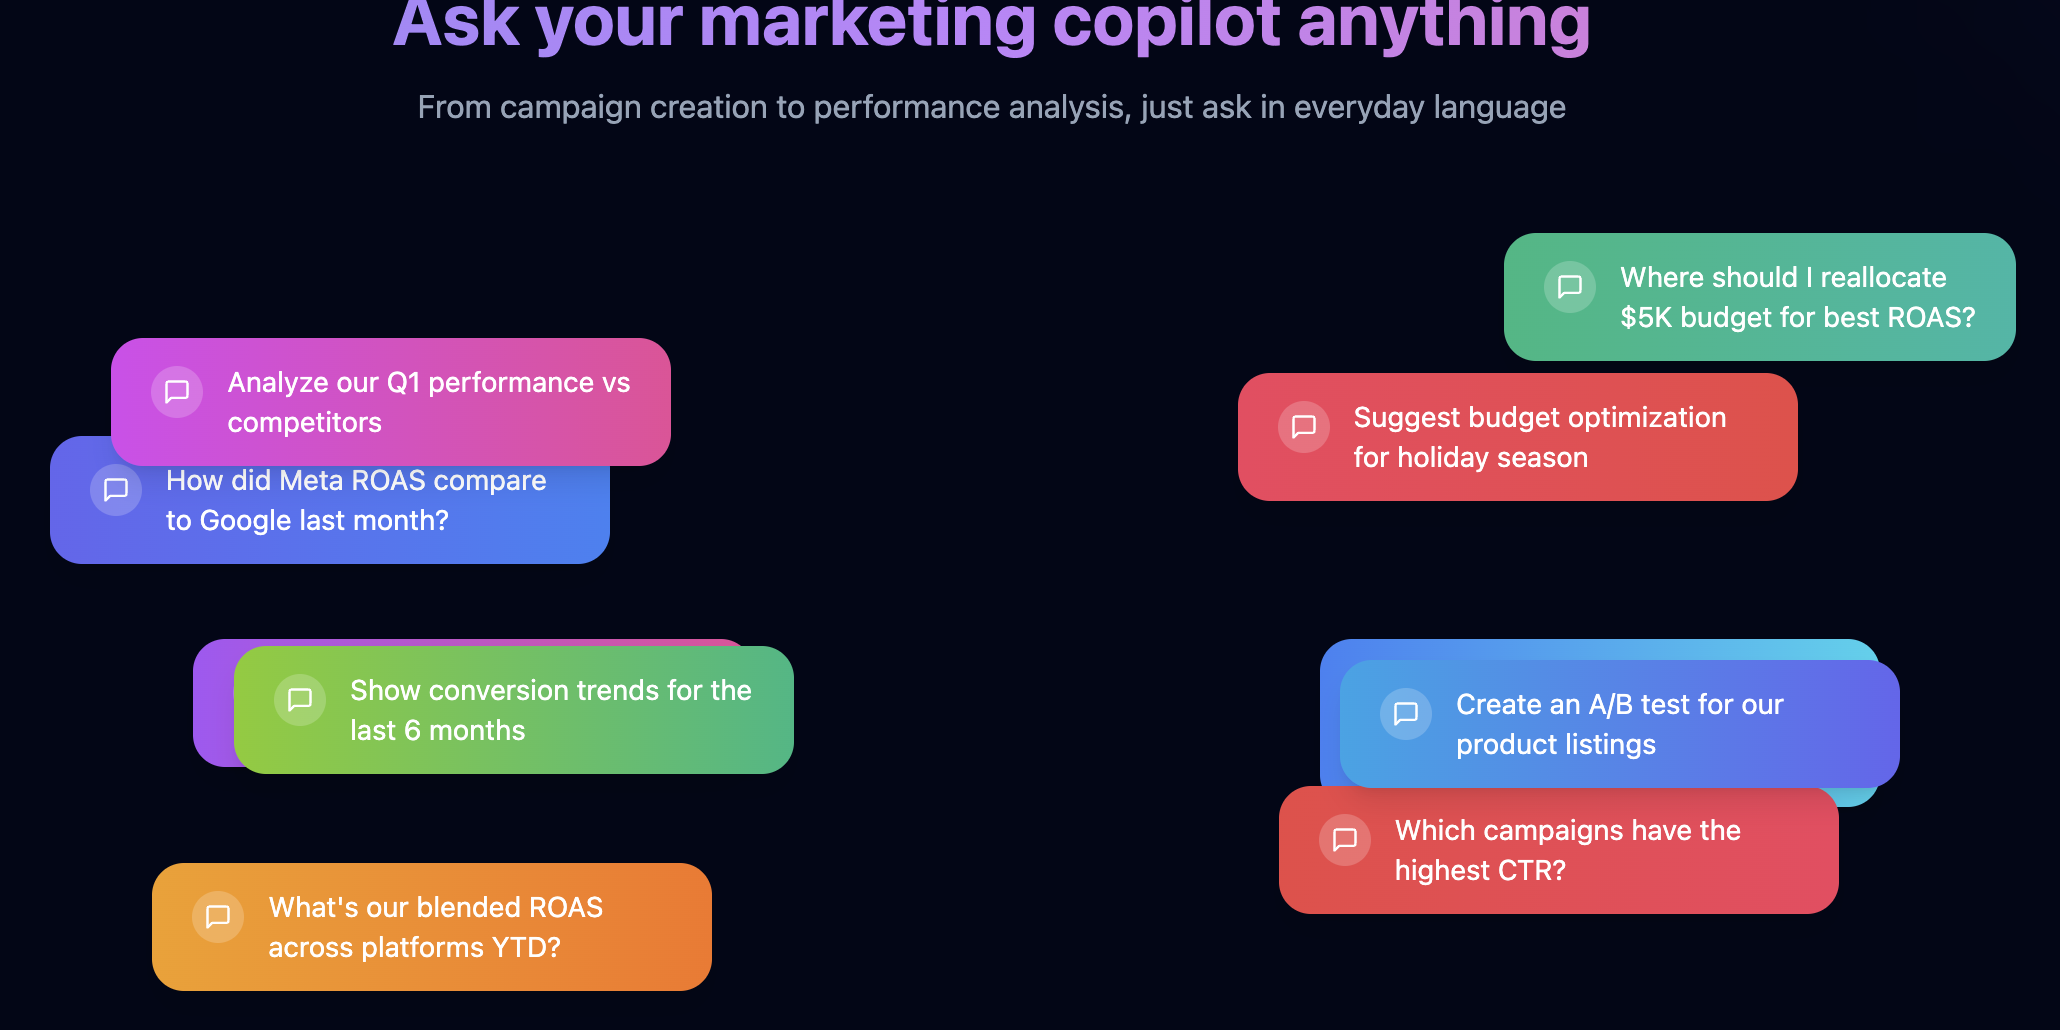 Ask your marketing copilot anything
From campaign creation to performance analysis, just ask in everyday language
Where should I reallocate
$5K budget for best ROAS?
Analyze our Q1 performance vs
competitors
Suggest budget optimization
for holiday season
How did Meta ROAS compare
to Google last month?
Show conversion trends for the
last 6 months
Create an A/B test for our
product listings
Which campaigns have the
highest CTR?
What's our blended ROAS
across platforms YTD?